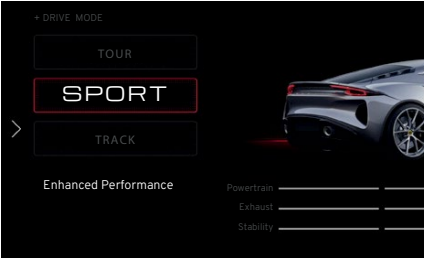 + DRIVE MODE
TOUR
SPORT
TRACK
Enhanced Performance
Powertrain
Exhaust
Stability